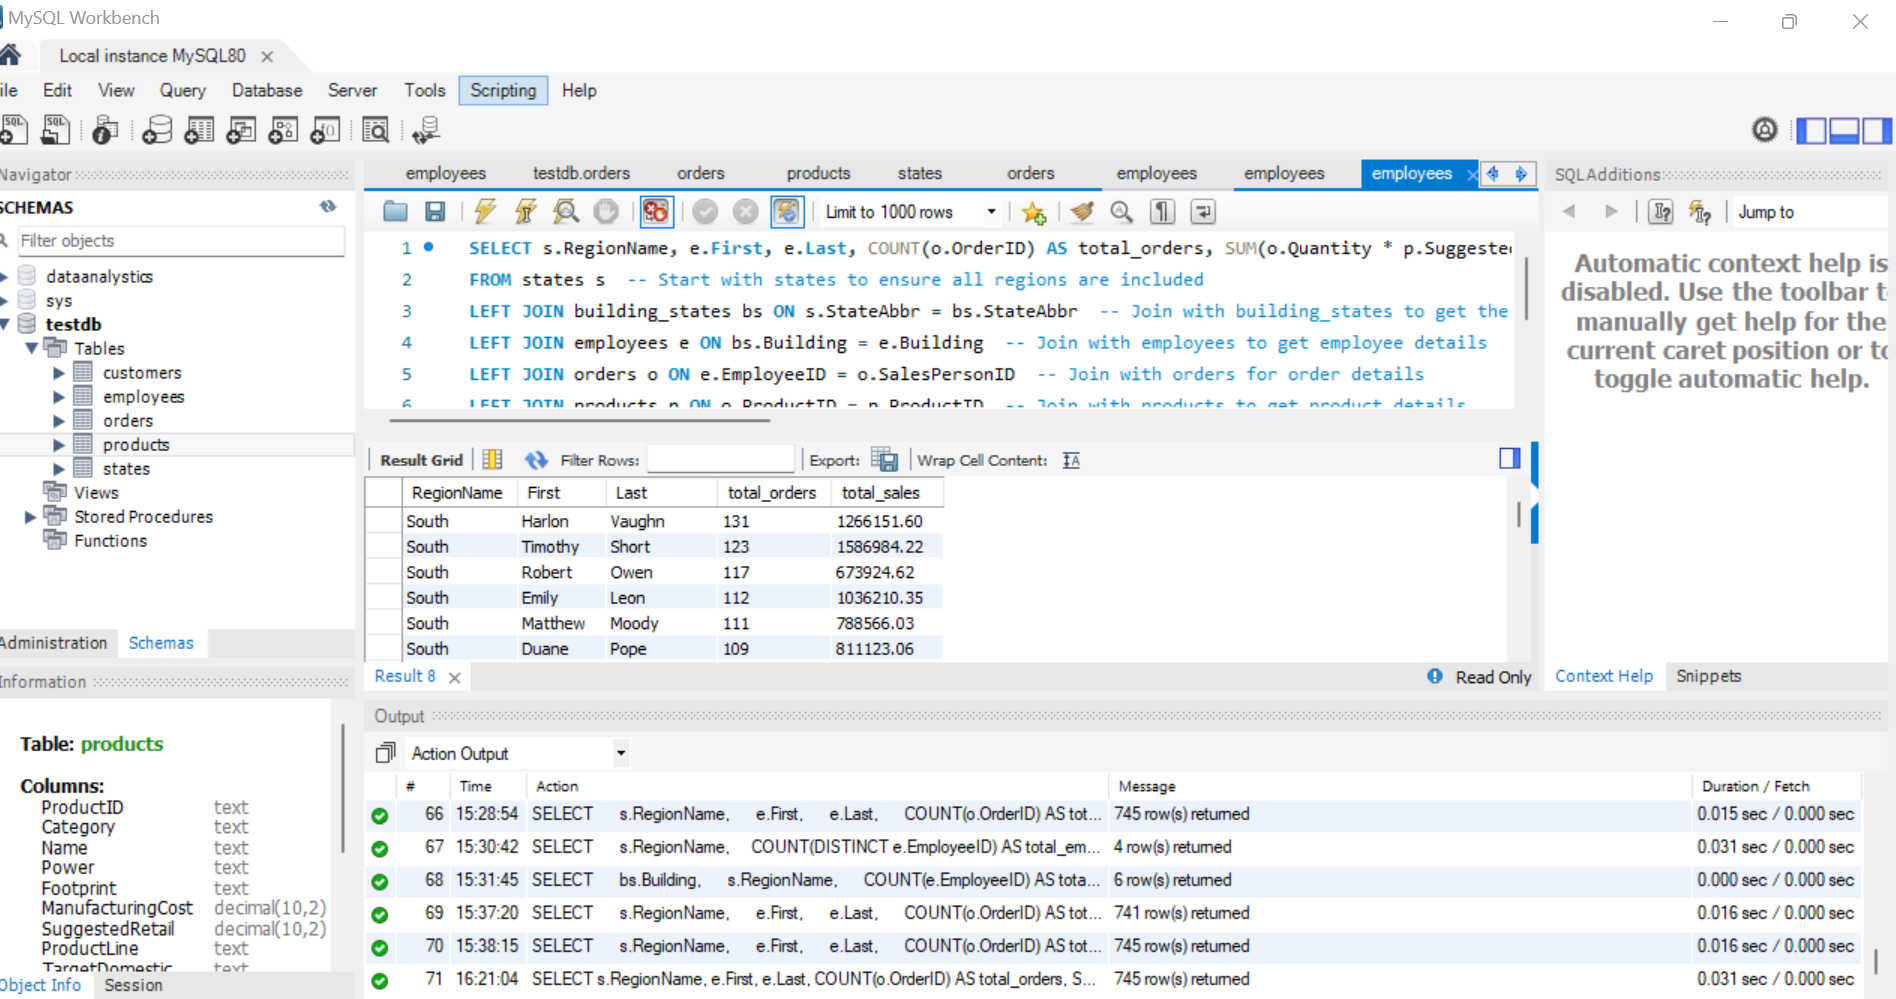 MySQL Workbench
Local instance MySQL80
ile Edit View Query Database Server Tools Scripting Help
Navigator
SCHEMAS
Filter objects
dataanalystics
sys
testdb
Tables
customers
employees
orders
products
states
Views
Stored Procedures
Functions
Administration Schemas
Information
Table: products
Columns:
ProductID text
Category text
Name text
Power text
Footprint text
ManufacturingCost decimal(10,2)
SuggestedRetail decimal(10,2)
ProductLine text
TargetDomestic text
Object Info Session
employees testdb.orders orders products states orders employees employees employees
Limit to 1000 rows
1 SELECT s.RegionName, e.First, e.Last, COUNT(o.OrderID) AS total_orders, SUM(o.Quantity * p.Suggested
2 FROM states s -- Start with states to ensure all regions are included
3 LEFT JOIN building_states bs ON s.StateAbbr = bs.StateAbbr -- Join with building_states to get the
4 LEFT JOIN employees e ON bs.Building = e.Building -- Join with employees to get employee details
5 LEFT JOIN orders o ON e.EmployeeID = o.SalesPersonID -- Join with orders for order details
6 LEFT JOIN products p ON o.ProductID = p.ProductID -- Join with products to get product details
Result Grid Filter Rows: Export: Wrap Cell Content:
RegionName First Last total_orders total_sales
South Harlon Vaughn 131 1266151.60
South Timothy Short 123 1586984.22
South Robert Owen 117 673924.62
South Emily Leon 112 1036210.35
South Matthew Moody 111 788566.03
South Duane Pope 109 811123.06
Result 8 Read Only
SQLAdditions
Jump to
Automatic context help is
disabled. Use the toolbar t
manually get help for the
current caret position or to
toggle automatic help.
Context Help Snippets
Output
Action Output
# Time Action Message Duration / Fetch
66 15:28:54 SELECT s.RegionName, e.First, e.Last, COUNT(o.OrderID) AS tot... 745 row(s) returned 0.015 sec / 0.000 sec
67 15:30:42 SELECT s.RegionName, COUNT(DISTINCT e.EmployeeID) AS total_em... 4 row(s) returned 0.031 sec / 0.000 sec
68 15:31:45 SELECT bs.Building, s.RegionName, COUNT(e.EmployeeID) AS tota... 6 row(s) returned 0.000 sec / 0.000 sec
69 15:37:20 SELECT s.RegionName, e.First, e.Last, COUNT(o.OrderID) AS tot... 741 row(s) returned 0.016 sec / 0.000 sec
70 15:38:15 SELECT s.RegionName, e.First, e.Last, COUNT(o.OrderID) AS tot... 745 row(s) returned 0.016 sec / 0.000 sec
71 16:21:04 SELECT s.RegionName, e.First, e.Last, COUNT(o.OrderID) AS total_orders, S... 745 row(s) returned 0.031 sec / 0.000 sec